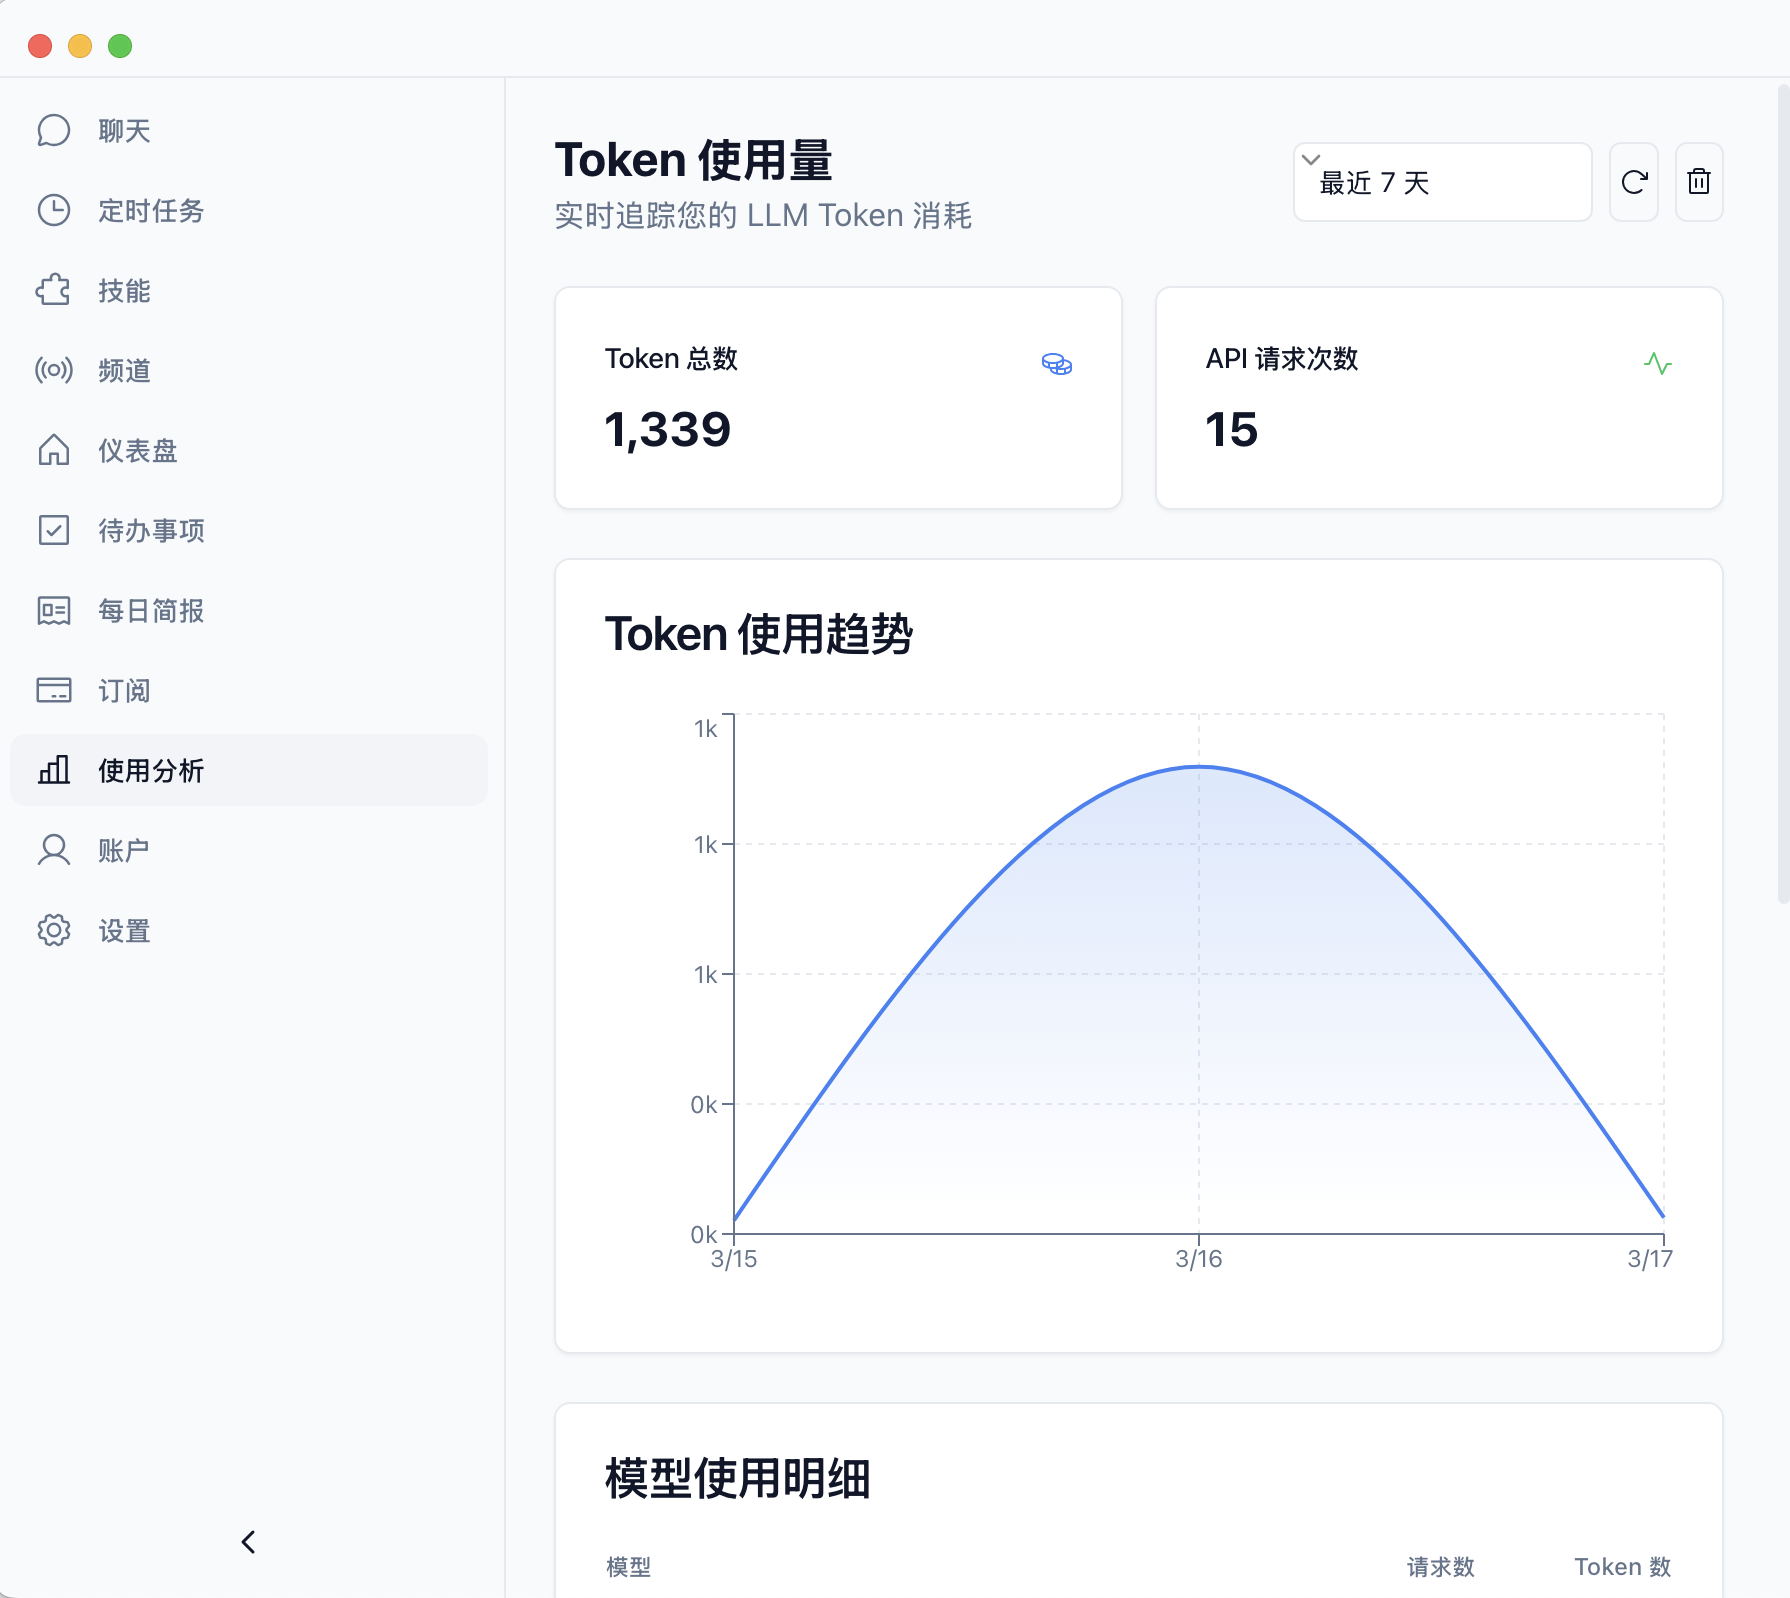 聊天
定时任务
技能
频道
仪表盘
待办事项
每日简报
订阅
使用分析
账户
设置
Token 使用量
实时追踪您的 LLM Token 消耗
最近 7 天
Token 总数
1,339
API 请求次数
15
Token 使用趋势
1k
1k
1k
0k
0k
3/15 3/16 3/17
模型使用明细
模型 请求数 Token 数